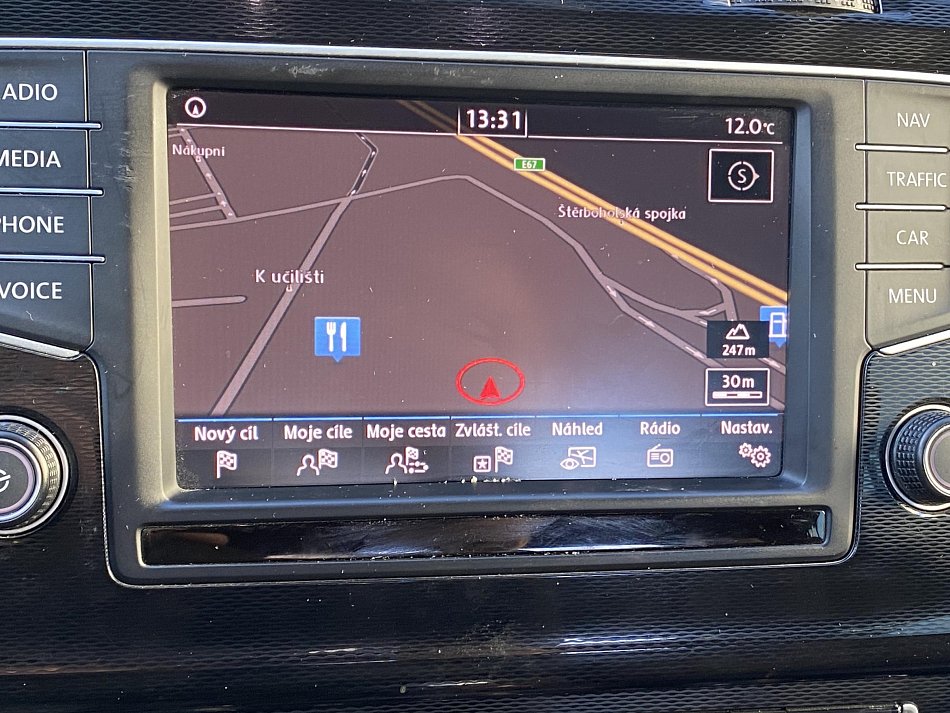 RADIO
MEDIA
PHONE
VOICE
13:31
12.0°C
Nákupní
E67
S
Štěrboholská spojka
K učilišti
247m
30m
Nový cíl
Moje cíle
Moje cesta
Zvlášt. cíle
Náhled
Rádio
Nastav.
NAV
TRAFFIC
CAR
MENU